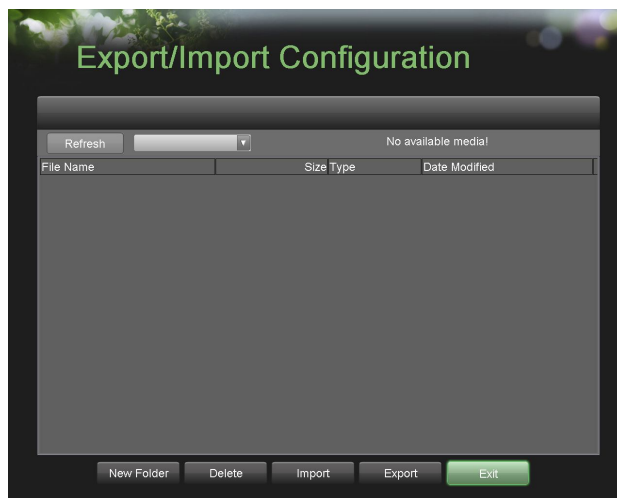 Export/Import Configuration
Refresh No available media!
File Name Size Type Date Modified
New Folder Delete Import Export Exit